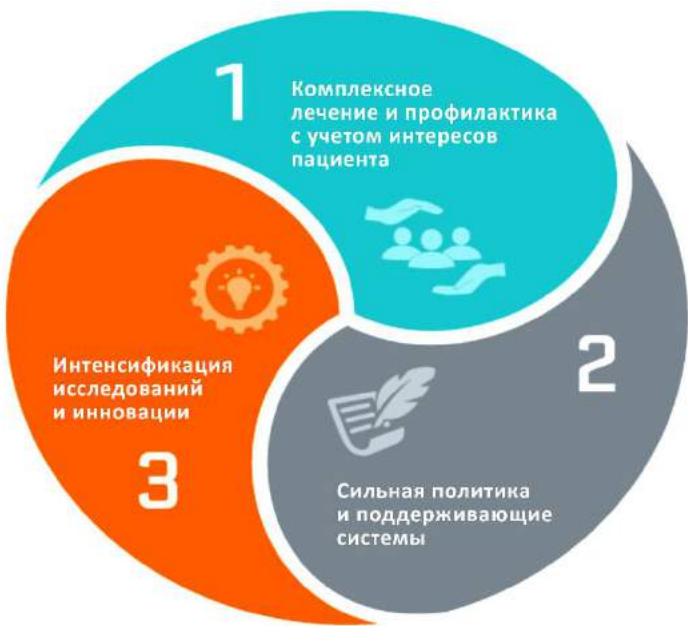 1
Комплексное
лечение и профилактика
с учетом интересов
пациента
2
Сильная политика
и поддерживающие
системы
Интенсификация
исследований
и инновации
3